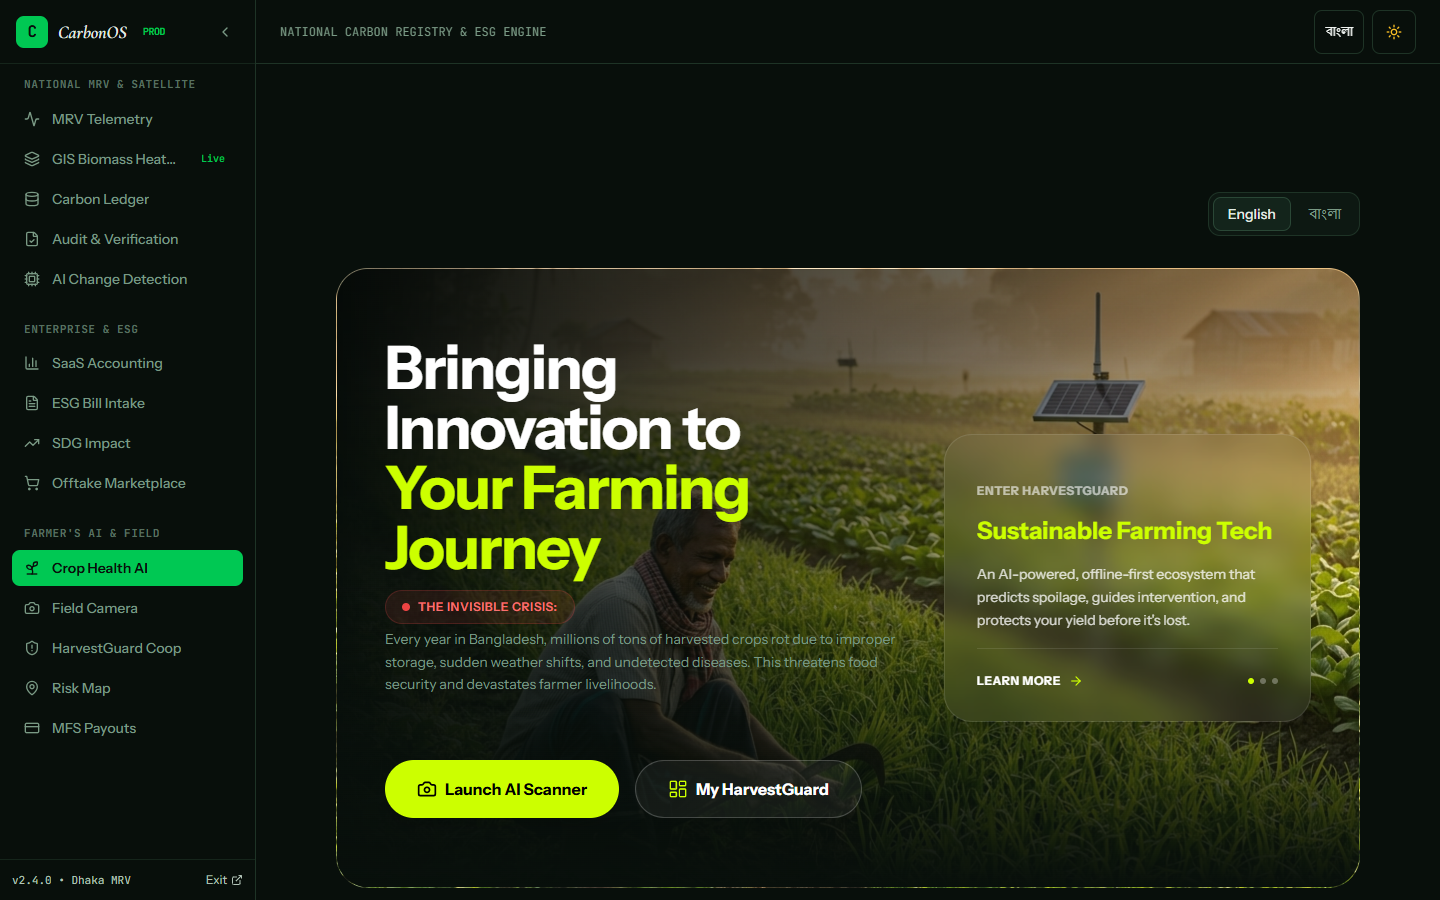 C CarbonOS PROD
NATIONAL CARBON REGISTRY & ESG ENGINE
বাংলা
NATIONAL MRV & SATELLITE
MRV Telemetry
GIS Biomass Heat... Live
Carbon Ledger
Audit & Verification
AI Change Detection
ENTERPRISE & ESG
SaaS Accounting
ESG Bill Intake
SDG Impact
Offtake Marketplace
FARMER'S AI & FIELD
Crop Health AI
Field Camera
HarvestGuard Coop
Risk Map
MFS Payouts
v2.4.0 • Dhaka MRV
Exit
English বাংলা
Bringing
Innovation to
Your Farming
Journey
THE INVISIBLE CRISIS:
Every year in Bangladesh, millions of tons of harvested crops rot due to improper
storage, sudden weather shifts, and undetected diseases. This threatens food
security and devastates farmer livelihoods.
Launch AI Scanner
My HarvestGuard
ENTER HARVESTGUARD
Sustainable Farming Tech
An AI-powered, offline-first ecosystem that
predicts spoilage, guides intervention, and
protects your yield before it's lost.
LEARN MORE →